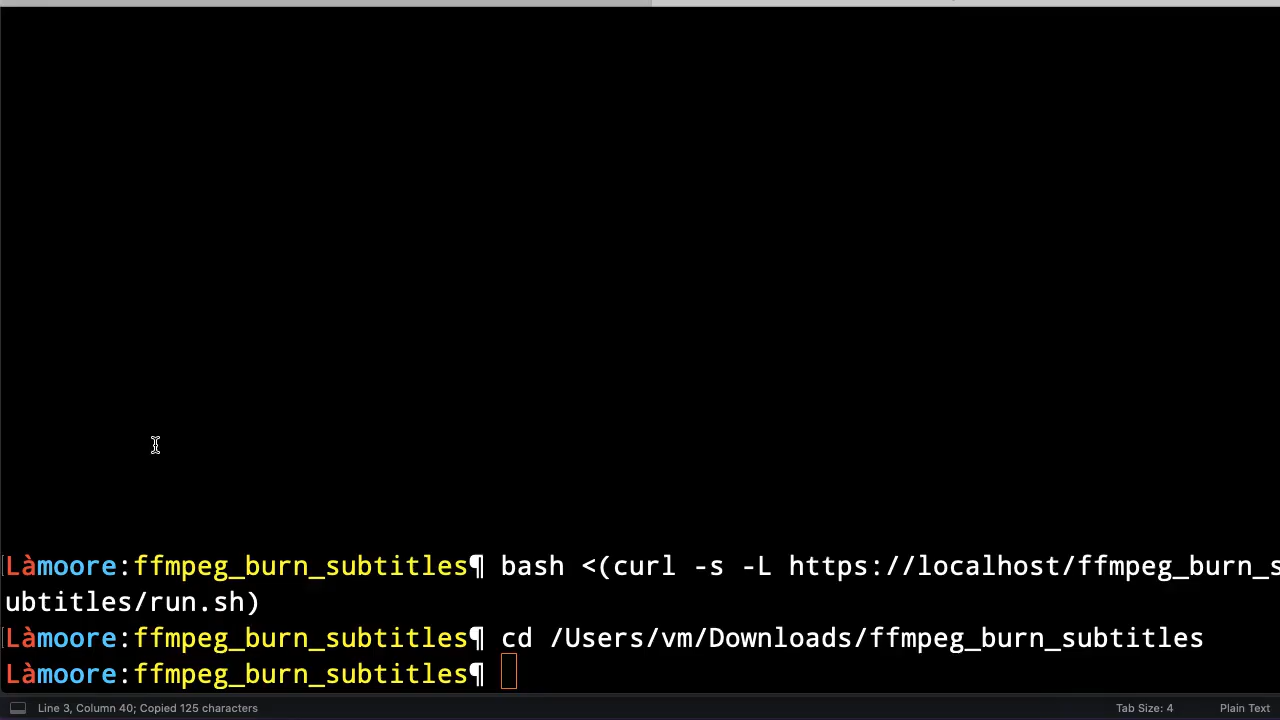 Làmoore:ffmpeg_burn_subtitles¶ bash <(curl -s -L https://localhost/ffmpeg_burn_s
ubtitles/run.sh)
Làmoore:ffmpeg_burn_subtitles¶ cd /Users/vm/Downloads/ffmpeg_burn_subtitles
Làmoore:ffmpeg_burn_subtitles¶
Line 3, Column 40; Copied 125 characters
Tab Size: 4
Plain Text